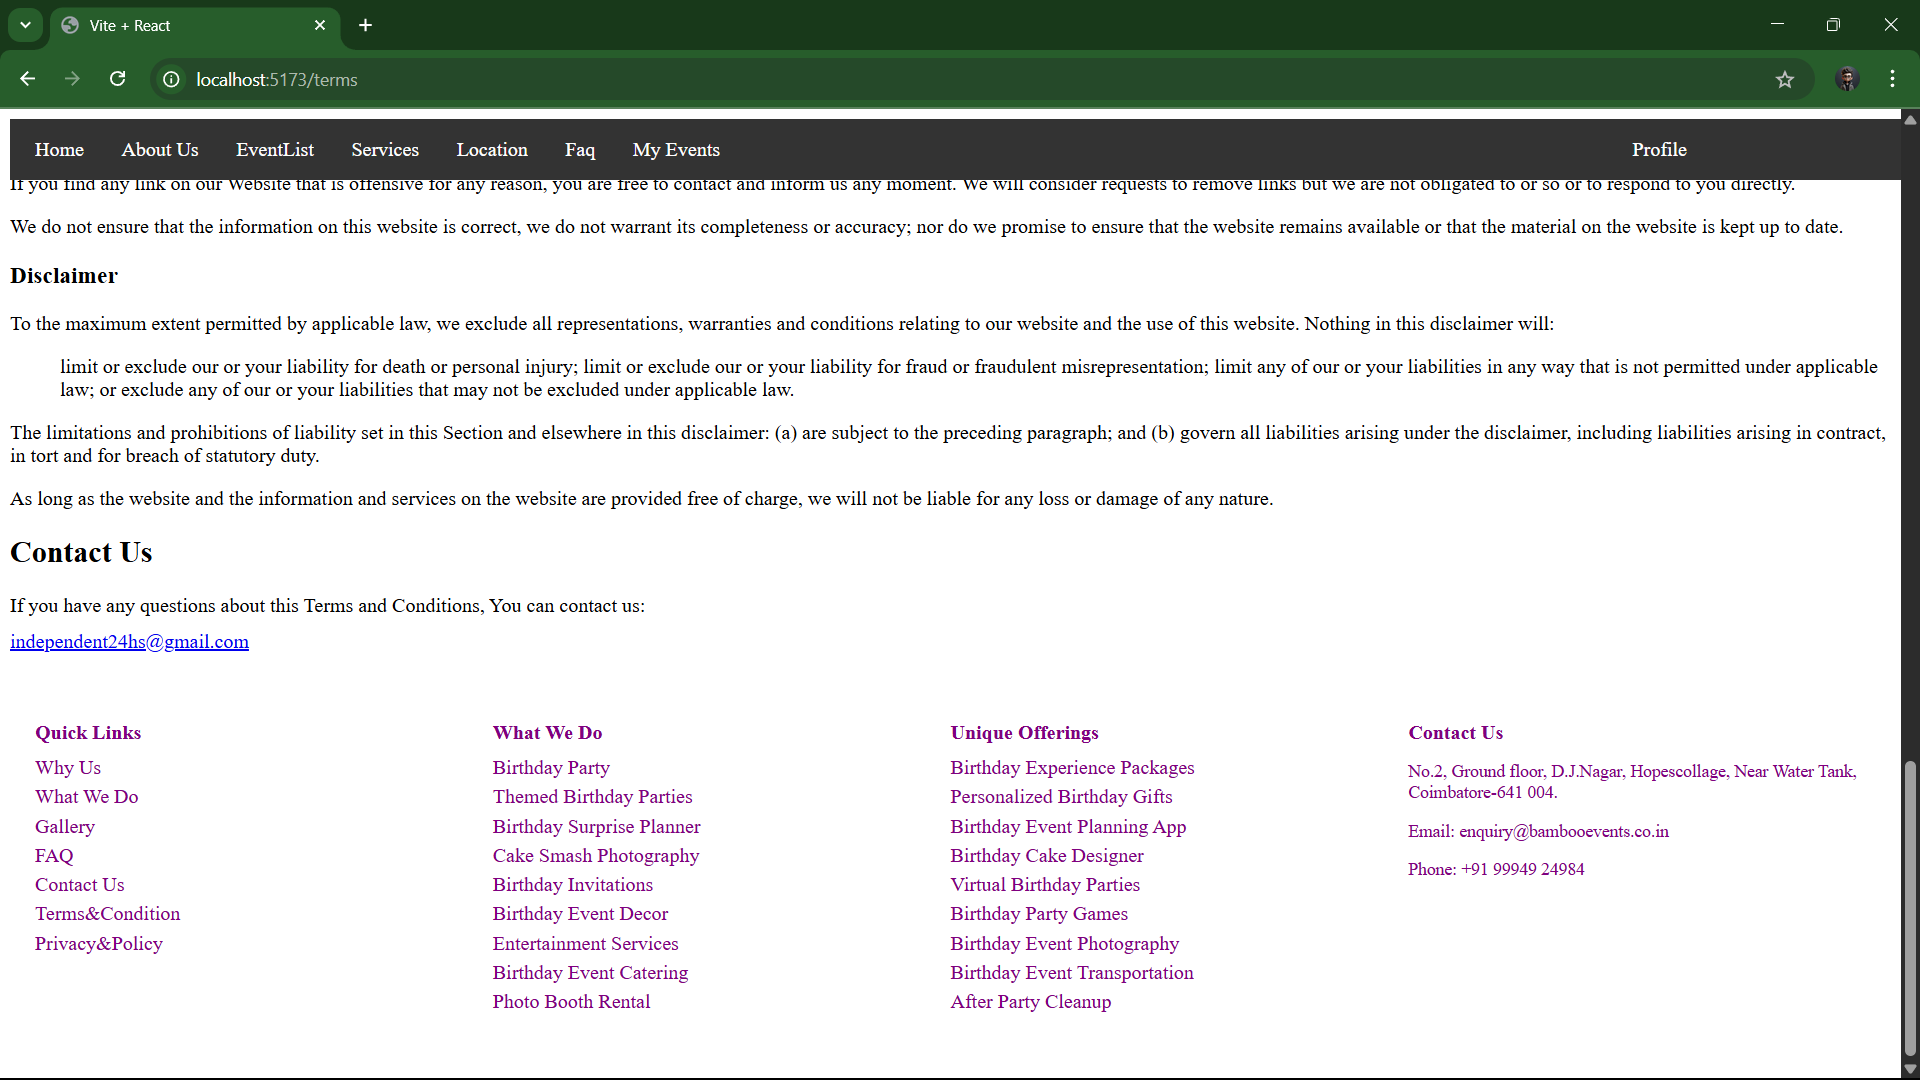 Vite + React
localhost:5173/terms
Home About Us EventList Services Location Faq My Events Profile
If you find any link on our Website that is offensive for any reason, you are free to contact and inform us any moment. We will consider requests to remove links but we are not obligated to or so or to respond to you directly.
We do not ensure that the information on this website is correct, we do not warrant its completeness or accuracy; nor do we promise to ensure that the website remains available or that the material on the website is kept up to date.
Disclaimer
To the maximum extent permitted by applicable law, we exclude all representations, warranties and conditions relating to our website and the use of this website. Nothing in this disclaimer will:
limit or exclude our or your liability for death or personal injury; limit or exclude our or your liability for fraud or fraudulent misrepresentation; limit any of our or your liabilities in any way that is not permitted under applicable
law; or exclude any of our or your liabilities that may not be excluded under applicable law.
The limitations and prohibitions of liability set in this Section and elsewhere in this disclaimer: (a) are subject to the preceding paragraph; and (b) govern all liabilities arising under the disclaimer, including liabilities arising in contract,
in tort and for breach of statutory duty.
As long as the website and the information and services on the website are provided free of charge, we will not be liable for any loss or damage of any nature.
Contact Us
If you have any questions about this Terms and Conditions, You can contact us:
independent24hs@gmail.com
Quick Links
Why Us
What We Do
Gallery
FAQ
Contact Us
Terms&Condition
Privacy&Policy
What We Do
Birthday Party
Themed Birthday Parties
Birthday Surprise Planner
Cake Smash Photography
Birthday Invitations
Birthday Event Decor
Entertainment Services
Birthday Event Catering
Photo Booth Rental
Unique Offerings
Birthday Experience Packages
Personalized Birthday Gifts
Birthday Event Planning App
Birthday Cake Designer
Virtual Birthday Parties
Birthday Party Games
Birthday Event Photography
Birthday Event Transportation
After Party Cleanup
Contact Us
No.2, Ground floor, D.J.Nagar, Hopescollage, Near Water Tank,
Coimbatore-641 004.
Email: enquiry@bambooevents.co.in
Phone: +91 99949 24984